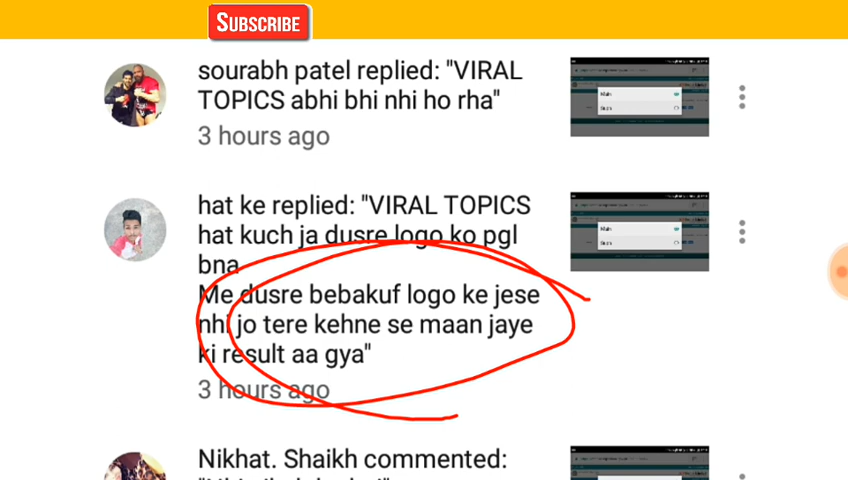 SUBSCRIBE
sourabh patel replied: "VIRAL
TOPICS abhi bhi nhi ho rha"
3 hours ago
hat ke replied: "VIRAL TOPICS
hat kuch ja dusre logo ko pgl
bna
Me dusre bebakuf logo ke jese
nhi jo tere kehne se maan jaye
ki result aa gya"
3 hours ago
Nikhat. Shaikh commented: